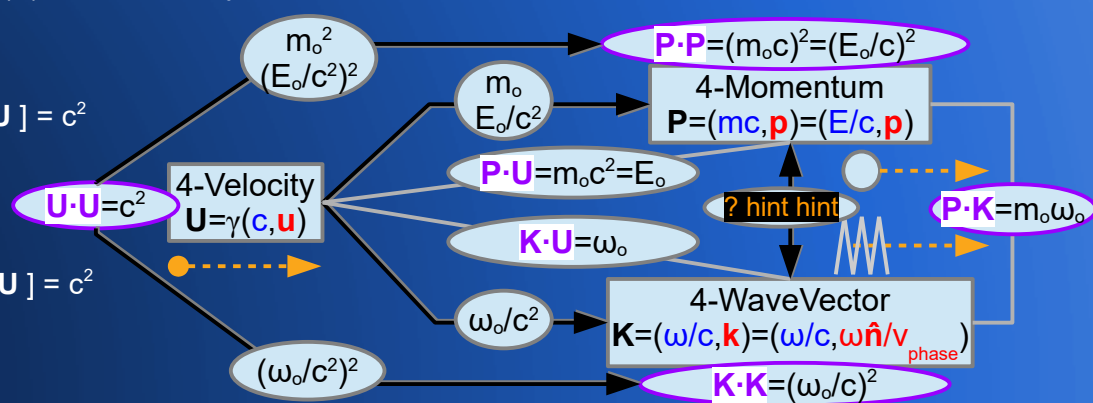 mₒ²
(Eₒ/c²)²
P·P=(mₒc)²=(Eₒ/c)²
mₒ
Eₒ/c²
4-Momentum
P=(mc,p)=(E/c,p)
U ] = c²
P·U=mₒc²=Eₒ
4-Velocity
U=γ(c,u)
U·U=c²
? hint hint
P·K=mₒωₒ
K·U=ωₒ
U ] = c²
ωₒ/c²
4-WaveVector
K=(ω/c,k)=(ω/c,ωn̂/v_phase)
(ωₒ/c²)²
K·K=(ωₒ/c)²